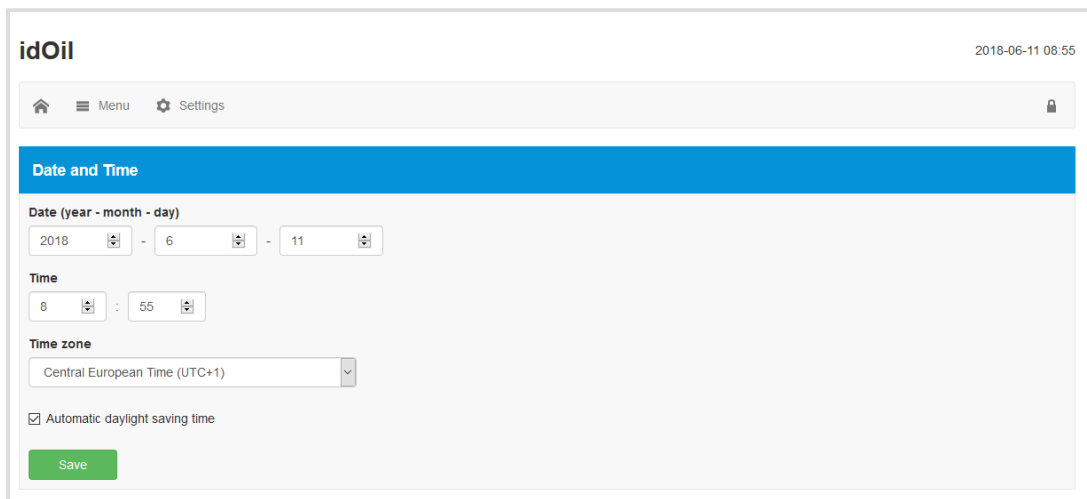 idOil
2018-06-11 08:55
Menu Settings
Date and Time
Date (year - month - day)
2018 - 6 - 11
Time
8 : 55
Time zone
Central European Time (UTC+1)
Automatic daylight saving time
Save